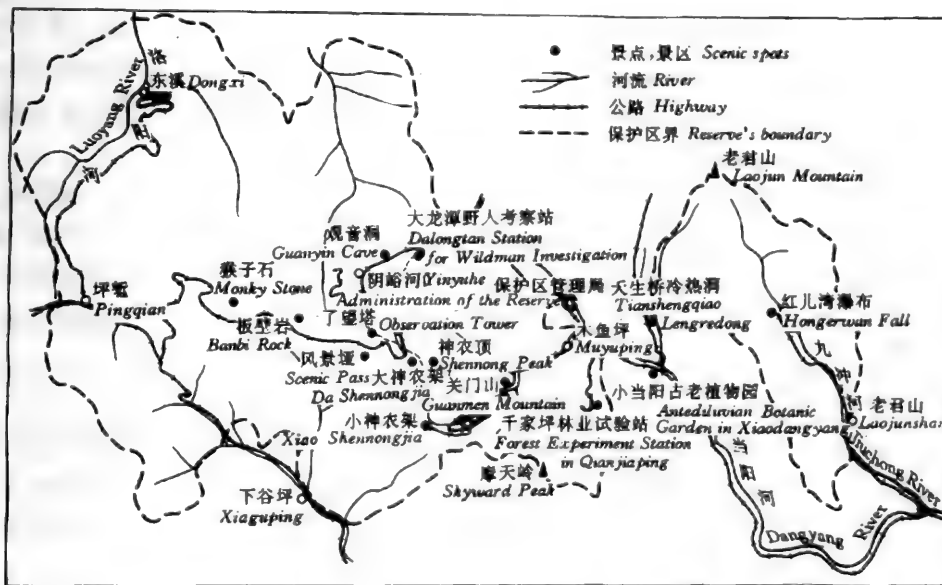 景点,景区 Scenic spots
河流 River
公路 Highway
保护区界 Reserve's boundary
洛
东溪 Dongxi
Luoyang River
河
老君山
Laojun Mountain
观音洞
Guanyin Cave
大龙潭野人考察站
Dalongtan Station
for Wildman Investigation
阴峪河 Yinyuhe
猴子石
Monky Stone
坪堑
Pingqian
保护区管理局
Administration of the Reserve
天生桥冷热洞
Tianshengqiao
Lengredong
红儿湾瀑布
Hongerwan Fall
板壁岩
Banbi Rock
了望塔
Observation Tower
木鱼坪
Muyuping
风景垭
Scenic Pass
大神农架
Da Shennongjia
神农顶
Shennong Peak
关门山
Guanmen Mountain
小当阳古老植物园
Antediluvian Botanic
Garden in Xiaodangyang
九
河
老君山
Laojunshan
小神农架
Xiao
Shennongjia
千家坪林业试验站
Forest Experiment Station
in Qianjiaping
摩天岭
Skyward Peak
下谷坪
Xiaguping
当阳河
Dangyang River
Jiuchong River